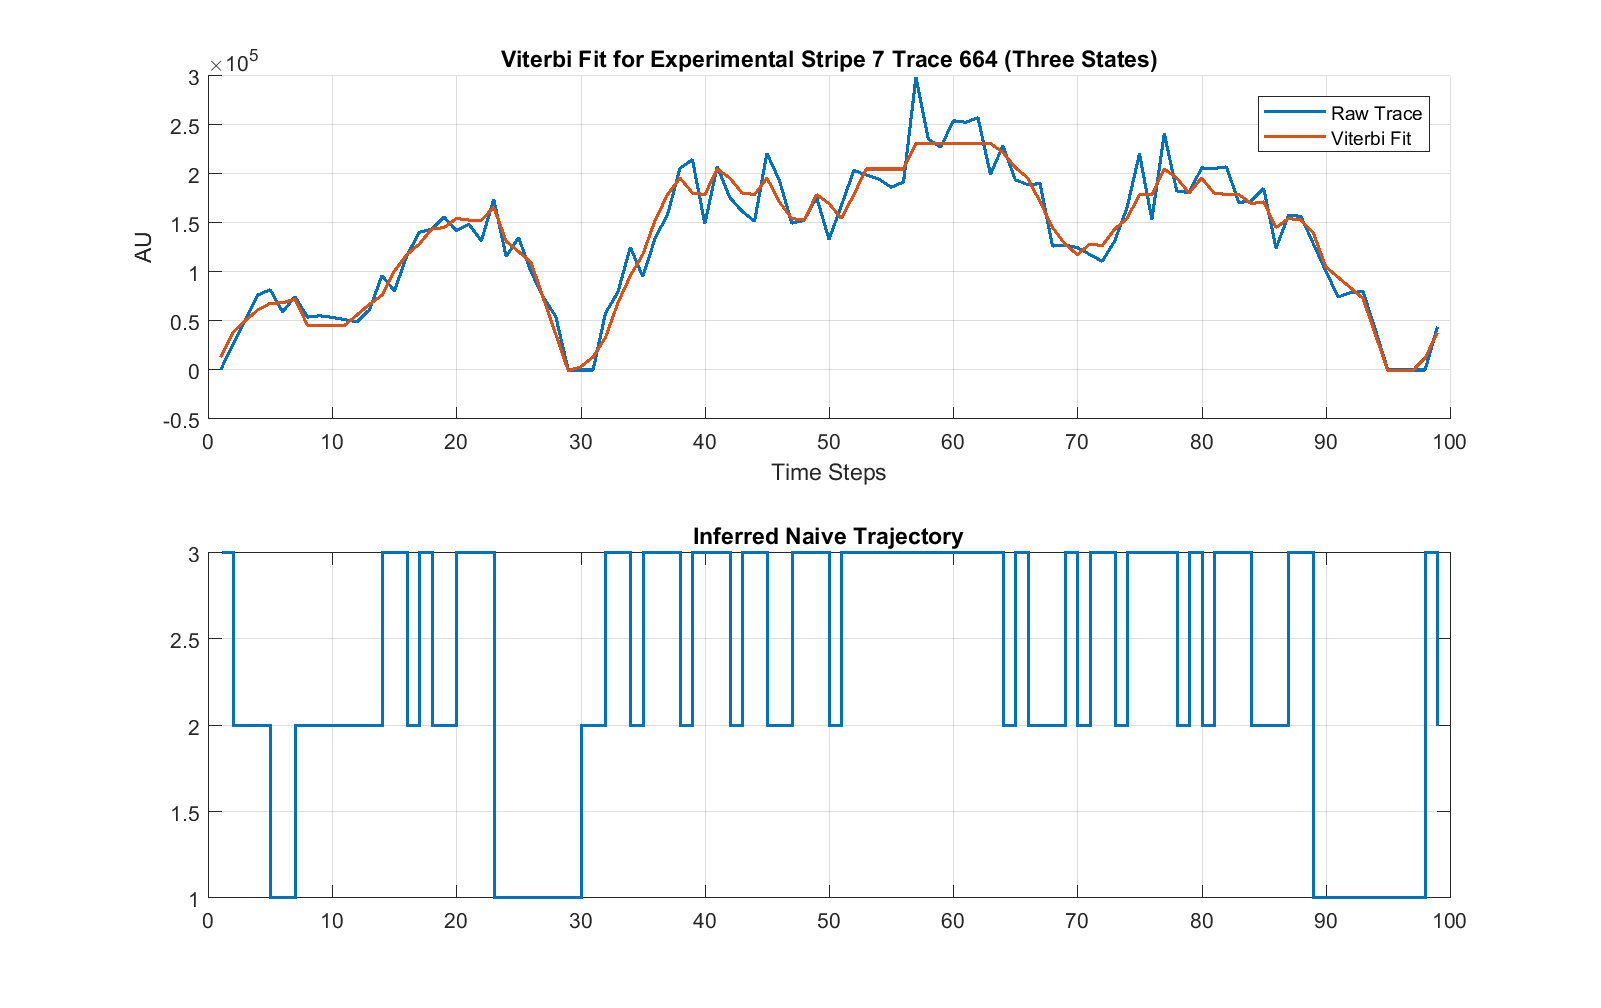 Viterbi Fit for Experimental Stripe 7 Trace 664 (Three States)
×10^5
3
2.5
2
1.5
1
0.5
0
-0.5
AU
Raw Trace
Viterbi Fit
0 10 20 30 40 50 60 70 80 90 100
Time Steps
Inferred Naive Trajectory
3
2.5
2
1.5
1
0 10 20 30 40 50 60 70 80 90 100